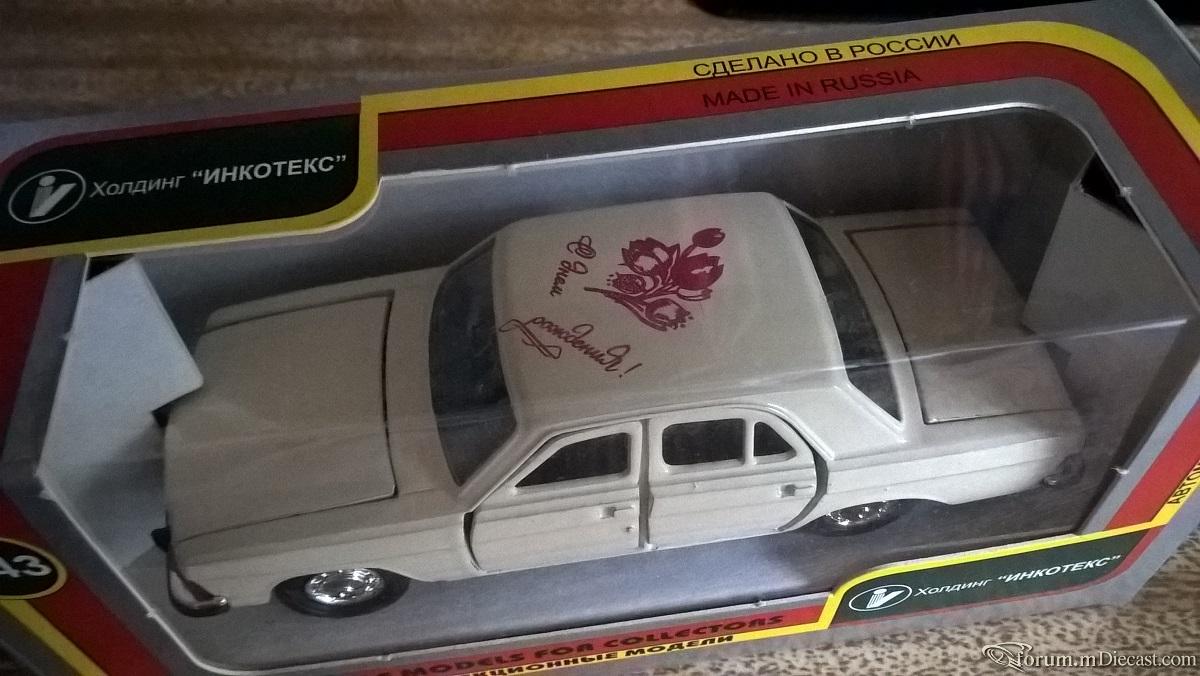 СДЕЛАНО В РОССИИ
MADE IN RUSSIA
Холдинг "ИНКОТЕКС"
С Днем
рождения!
43
Холдинг "ИНКОТЕКС"
MODELS FOR COLLECTORS
МОДЕЛИ
forum.mDiecast.com